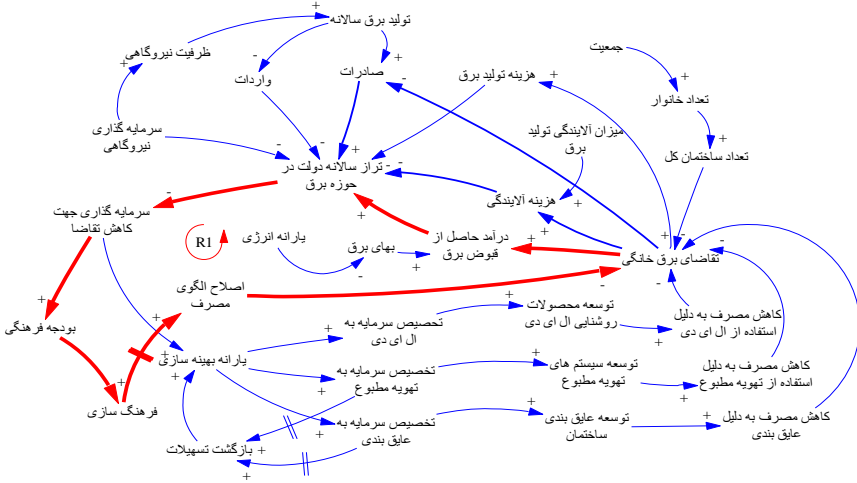 تولید برق سالانه
ظرفیت نیروگاهی
جمعیت
واردات
صادرات
هزینه تولید برق
تعداد خانوار
سرمایه گذاری
نیروگاهی
میزان آلایندگی تولید
برق
تعداد ساختمان کل
تراز سالانه دولت در
حوزه برق
هزینه آلایندگی
سرمایه گذاری جهت
کاهش تقاضا
R1
یارانه انرژی
بهای برق
درآمد حاصل از
قبوض برق
تقاضای برق خانگی
اصلاح الگوی
مصرف
بودجه فرهنگی
تخصیص سرمایه به
ال ای دی
توسعه محصولات
روشنایی ال ای دی
کاهش مصرف به دلیل
استفاده از ال ای دی
یارانه بهینه سازی
تخصیص سرمایه به
تهویه مطبوع
توسعه سیستم های
تهویه مطبوع
کاهش مصرف به دلیل
استفاده از تهویه مطبوع
فرهنگ سازی
تخصیص سرمایه به
عایق بندی
توسعه عایق بندی
ساختمان
کاهش مصرف به دلیل
عایق بندی
بازگشت تسهیلات